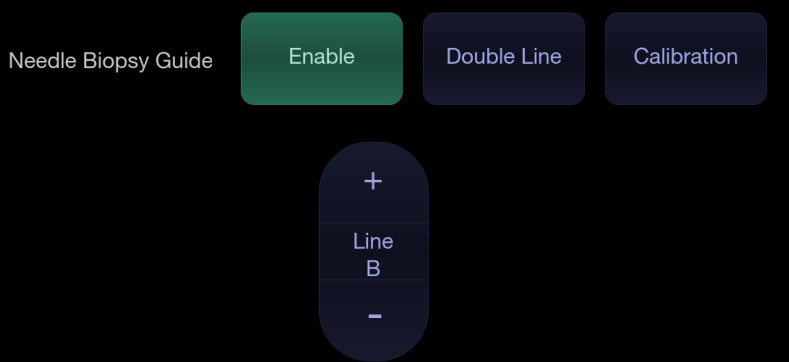 Needle Biopsy Guide
Enable
Double Line
Calibration
+
Line
B
-